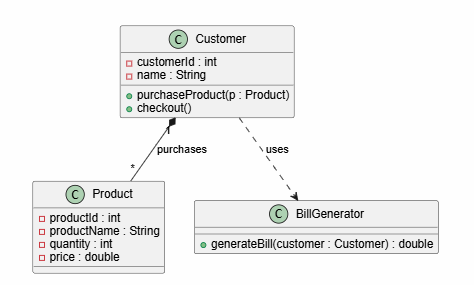 C Customer
customerId : int
name : String
purchaseProduct(p : Product)
checkout()
1
purchases
uses
*
C Product
productId : int
productName : String
quantity : int
price : double
C BillGenerator
generateBill(customer : Customer) : double